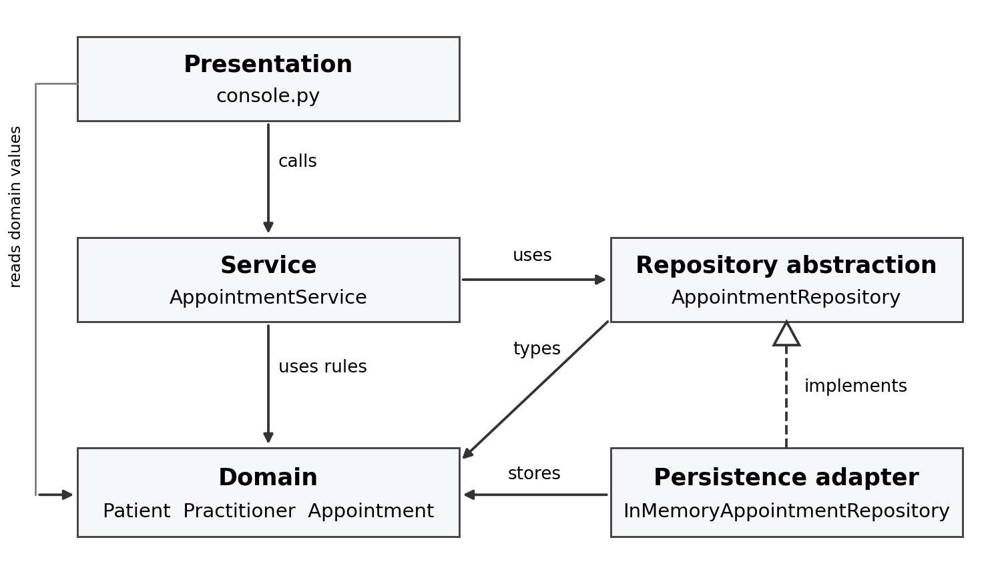 Presentation
console.py
reads domain values
calls
Service
AppointmentService
uses
Repository abstraction
AppointmentRepository
uses rules
types
implements
Domain
Patient Practitioner Appointment
stores
Persistence adapter
InMemoryAppointmentRepository